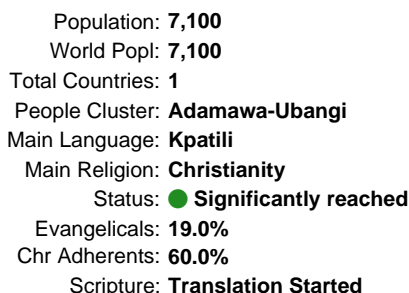 Population: 7,100
World Popl: 7,100
Total Countries: 1
People Cluster: Adamawa-Ubangi
Main Language: Kpatili
Main Religion: Christianity
Status: Significantly reached
Evangelicals: 19.0%
Chr Adherents: 60.0%
Scripture: Translation Started